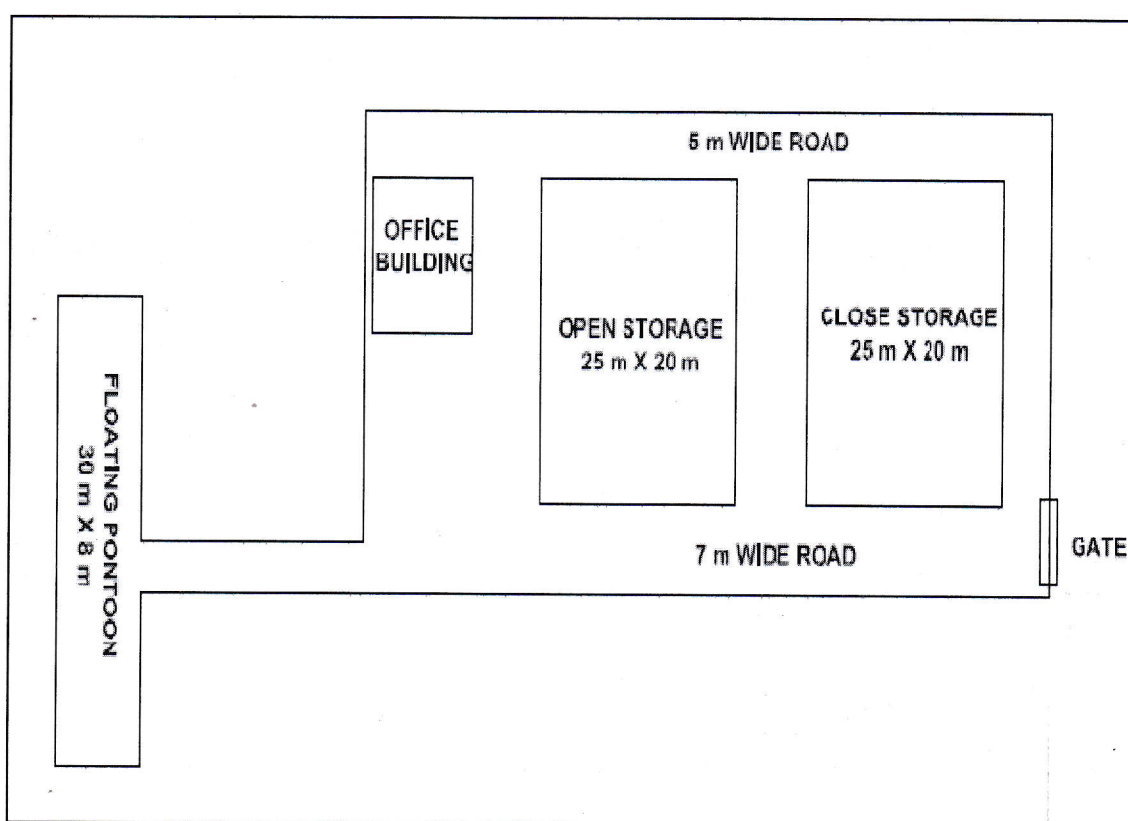 5 m WIDE ROAD
OFFICE
BUILDING
OPEN STORAGE
25 m X 20 m
CLOSE STORAGE
25 m X 20 m
FLOATING PONTOON
30 m X 8 m
7 m WIDE ROAD
GATE